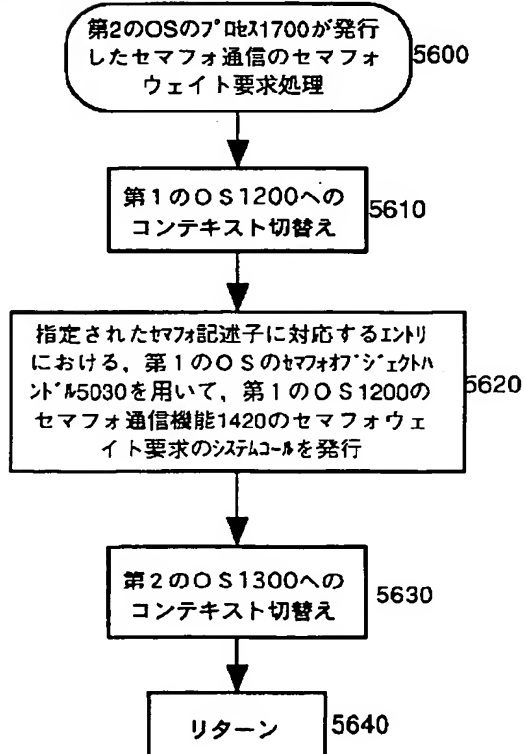 第2のOSのﾌﾟﾛｾｽ1700が発行
したセマフォ通信のセマフォ
ウェイト要求処理
5600
第1のOS1200への
コンテキスト切替え
5610
指定されたｾﾏﾌｫ記述子に対応するｴﾝﾄﾘ
における，第1のOSのｾﾏﾌｫｵﾌﾞｼﾞｪｸﾄﾊ
ﾝﾄﾞﾙ5030を用いて，第1のOS1200の
セマフォ通信機能1420のセマフォウェ
イト要求のｼｽﾃﾑｺｰﾙを発行
5620
第2のOS1300への
コンテキスト切替え
5630
リターン
5640